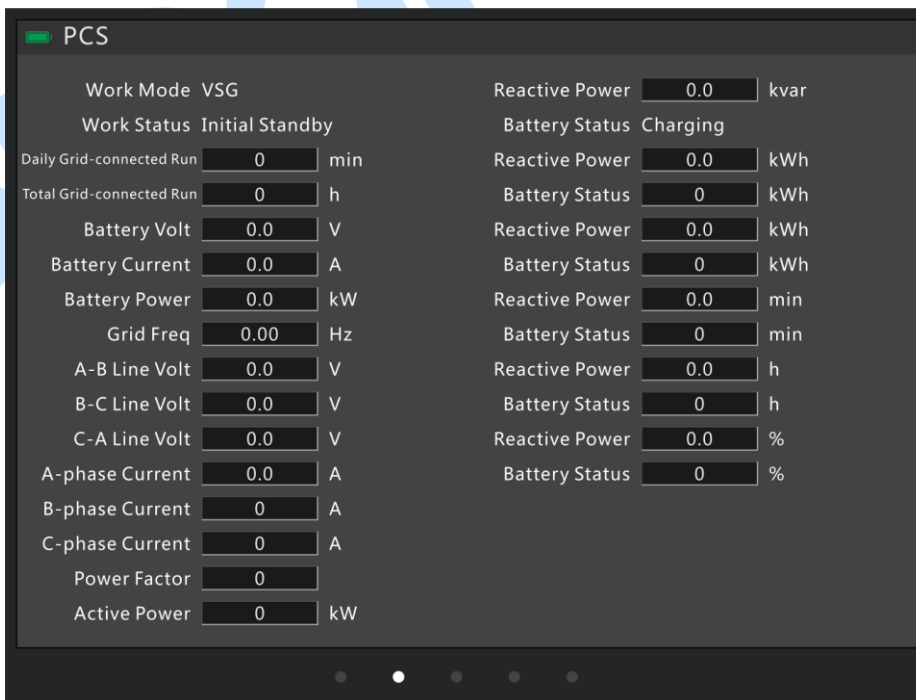 PCS
Work Mode VSG
Work Status Initial Standby
Daily Grid-connected Run 0 min
Total Grid-connected Run 0 h
Battery Volt 0.0 V
Battery Current 0.0 A
Battery Power 0.0 kW
Grid Freq 0.00 Hz
A-B Line Volt 0.0 V
B-C Line Volt 0.0 V
C-A Line Volt 0.0 V
A-phase Current 0.0 A
B-phase Current 0 A
C-phase Current 0 A
Power Factor 0
Active Power 0 kW
Reactive Power 0.0 kvar
Battery Status Charging
Reactive Power 0.0 kWh
Battery Status 0 kWh
Reactive Power 0.0 kWh
Battery Status 0 kWh
Reactive Power 0.0 min
Battery Status 0 min
Reactive Power 0.0 h
Battery Status 0 h
Reactive Power 0.0 %
Battery Status 0 %